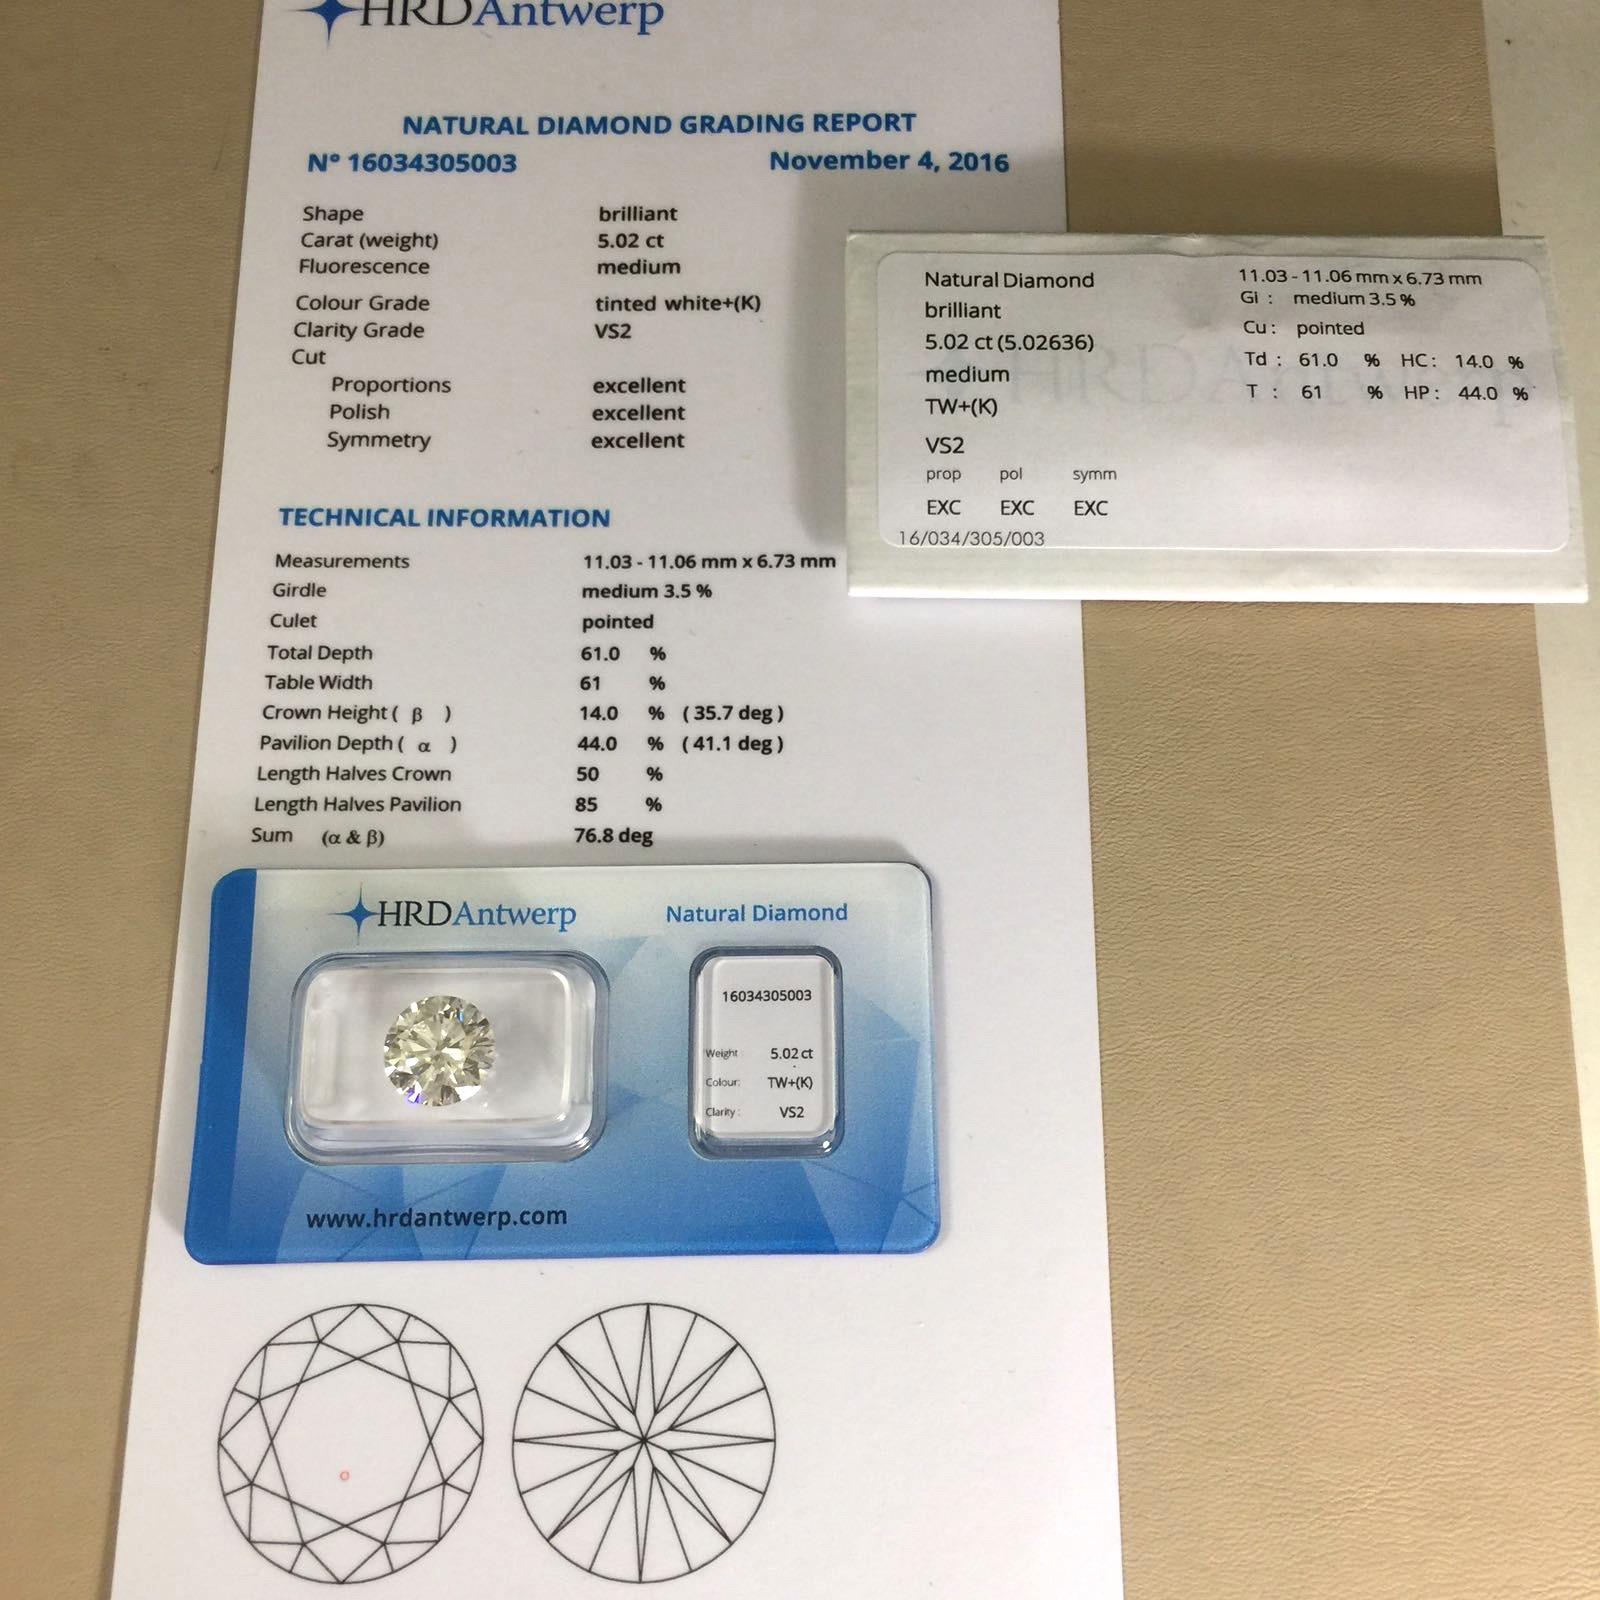 HRDAntwerp
NATURAL DIAMOND GRADING REPORT
N° 16034305003 November 4, 2016
Shape brilliant
Carat (weight) 5.02 ct
Fluorescence medium
Colour Grade tinted white+(K)
Clarity Grade VS2
Cut
Proportions excellent
Polish excellent
Symmetry excellent
TECHNICAL INFORMATION
Measurements 11.03 - 11.06 mm x 6.73 mm
Girdle medium 3.5 %
Culet pointed
Total Depth 61.0 %
Table Width 61 %
Crown Height ( β ) 14.0 % ( 35.7 deg )
Pavilion Depth ( α ) 44.0 % ( 41.1 deg )
Length Halves Crown 50 %
Length Halves Pavilion 85 %
Sum (α & β) 76.8 deg
Natural Diamond
brilliant
5.02 ct (5.02636)
medium
TW+(K)
VS2
prop pol symm
EXC EXC EXC
16/034/305/003
11.03 - 11.06 mm x 6.73 mm
Gi : medium 3.5 %
Cu : pointed
Td : 61.0 % HC : 14.0 %
T : 61 % HP : 44.0 %
HRDAntwerp
HRDAntwerp Natural Diamond
16034305003
Weight 5.02 ct
Colour: TW+(K)
Clarity : VS2
www.hrdantwerp.com